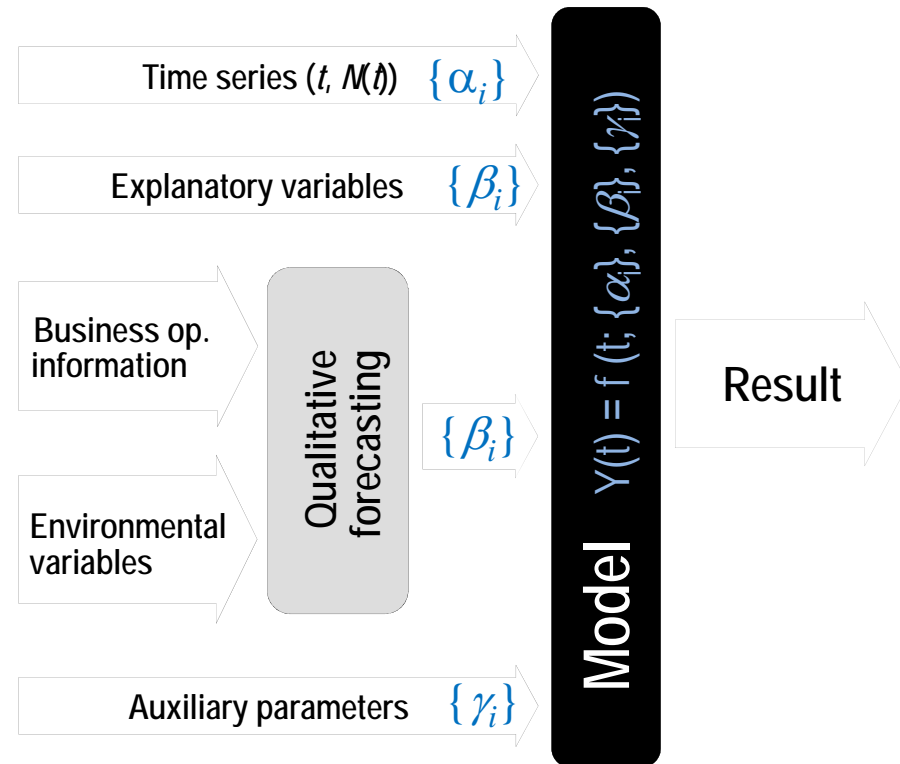 Time series (t, N(t)) {αᵢ}
Explanatory variables {βᵢ}
Business op.
information
Environmental
variables
Qualitative
forecasting
{βᵢ}
Auxiliary parameters {γᵢ}
Model Y(t) = f (t; {αᵢ}, {βᵢ}, {γᵢ})
Result